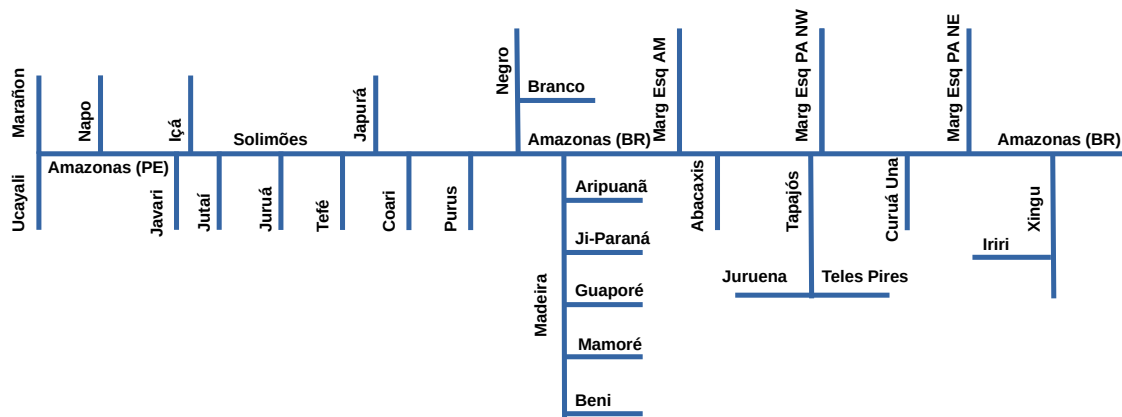 Marañon
Napo
Içá
Solimões
Japurá
Negro
Branco
Amazonas (BR)
Marg Esq AM
Marg Esq PA NW
Marg Esq PA NE
Amazonas (BR)
Amazonas (PE)
Ucayali
Javari
Jutaí
Juruá
Tefé
Coari
Purus
Madeira
Aripuanã
Ji-Paraná
Guaporé
Mamoré
Beni
Abacaxis
Tapajós
Juruena
Teles Pires
Curuá Una
Iriri
Xingu